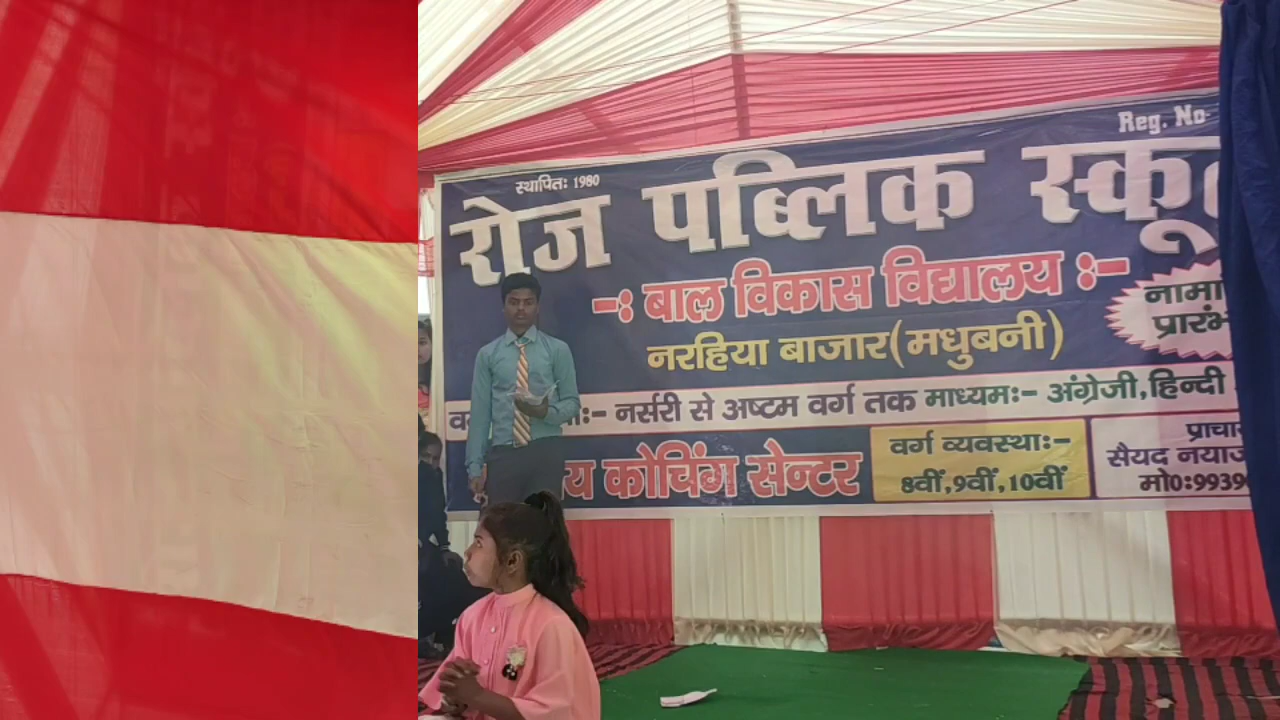 Reg. No-
स्थापितः 1980
रोज पब्लिक
-: बाल विकास विद्यालय :-
नरहिया बाजार(मधुबनी)
:- नर्सरी से अष्टम वर्ग तक माध्यमः- अंग्रेजी,हिन्दी
कोचिंग सेन्टर
वर्ग व्यवस्थाः-
8वीं,9वीं,10वीं
सैयद
मो0:9939